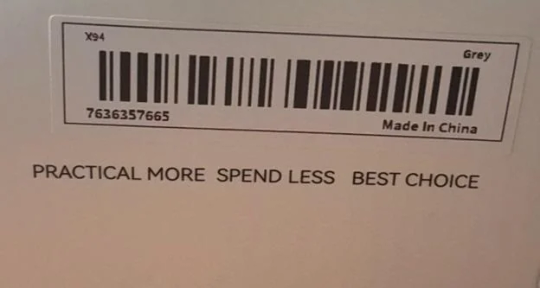 X94
Grey
7636357665
Made In China
PRACTICAL MORE SPEND LESS BEST CHOICE